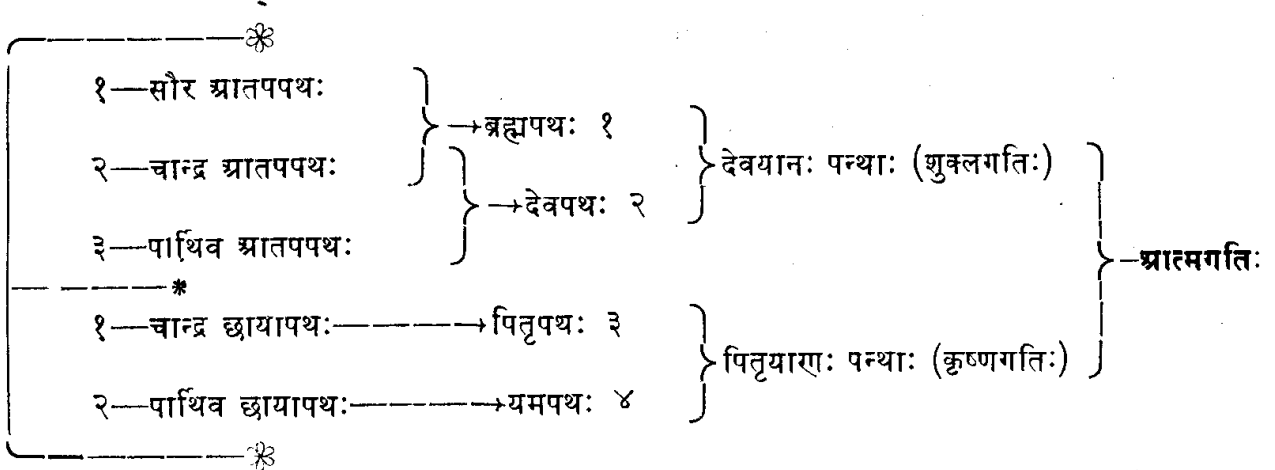 १—सौर आतपपथः
→ब्रह्मपथः १
२—चान्द्र आतपपथः
देवयानः पन्थाः (शुक्लगतिः)
→देवपथः २
३—पार्थिव आतपपथः
—आत्मगतिः
१—चान्द्र छायापथः————→पितृपथः ३
पितृयाणः पन्थाः (कृष्णगतिः)
२—पार्थिव छायापथः————→यमपथः ४